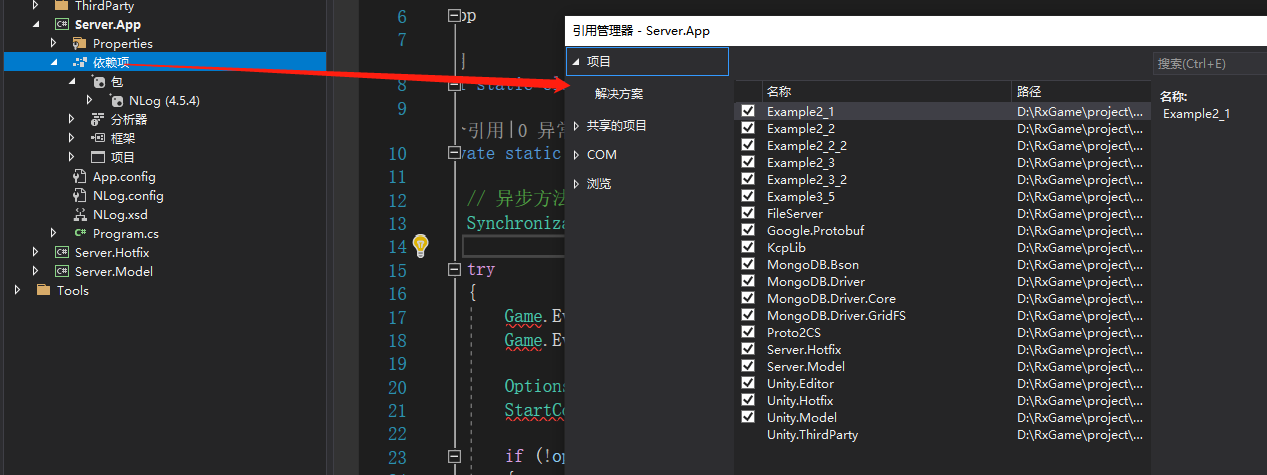 ThirdParty
Server.App
Properties
依赖项
包
NLog (4.5.4)
分析器
框架
项目
App.config
NLog.config
NLog.xsd
Program.cs
Server.Hotfix
Server.Model
Tools
6
7
8
9
10
11
12
13
14
15
16
17
18
19
20
21
22
23
pp
static
个引用|0 异常
vate static
// 异步方法
Synchroniza
try
{
Game.Ev
Game.Ev
Options
StartCo
if (!op
引用管理器 - Server.App
项目
解决方案
共享的项目
COM
浏览
搜索(Ctrl+E)
名称 路径
Example2_1 D:\RxGame\project\...
Example2_2 D:\RxGame\project\...
Example2_2_2 D:\RxGame\project\...
Example2_3 D:\RxGame\project\...
Example2_3_2 D:\RxGame\project\...
Example3_5 D:\RxGame\project\...
FileServer D:\RxGame\project\...
Google.Protobuf D:\RxGame\project\...
KcpLib D:\RxGame\project\...
MongoDB.Bson D:\RxGame\project\...
MongoDB.Driver D:\RxGame\project\...
MongoDB.Driver.Core D:\RxGame\project\...
MongoDB.Driver.GridFS D:\RxGame\project\...
Proto2CS D:\RxGame\project\...
Server.Hotfix D:\RxGame\project\...
Server.Model D:\RxGame\project\...
Unity.Editor D:\RxGame\project\...
Unity.Hotfix D:\RxGame\project\...
Unity.Model D:\RxGame\project\...
Unity.ThirdParty D:\RxGame\project\...
名称:
Example2_1